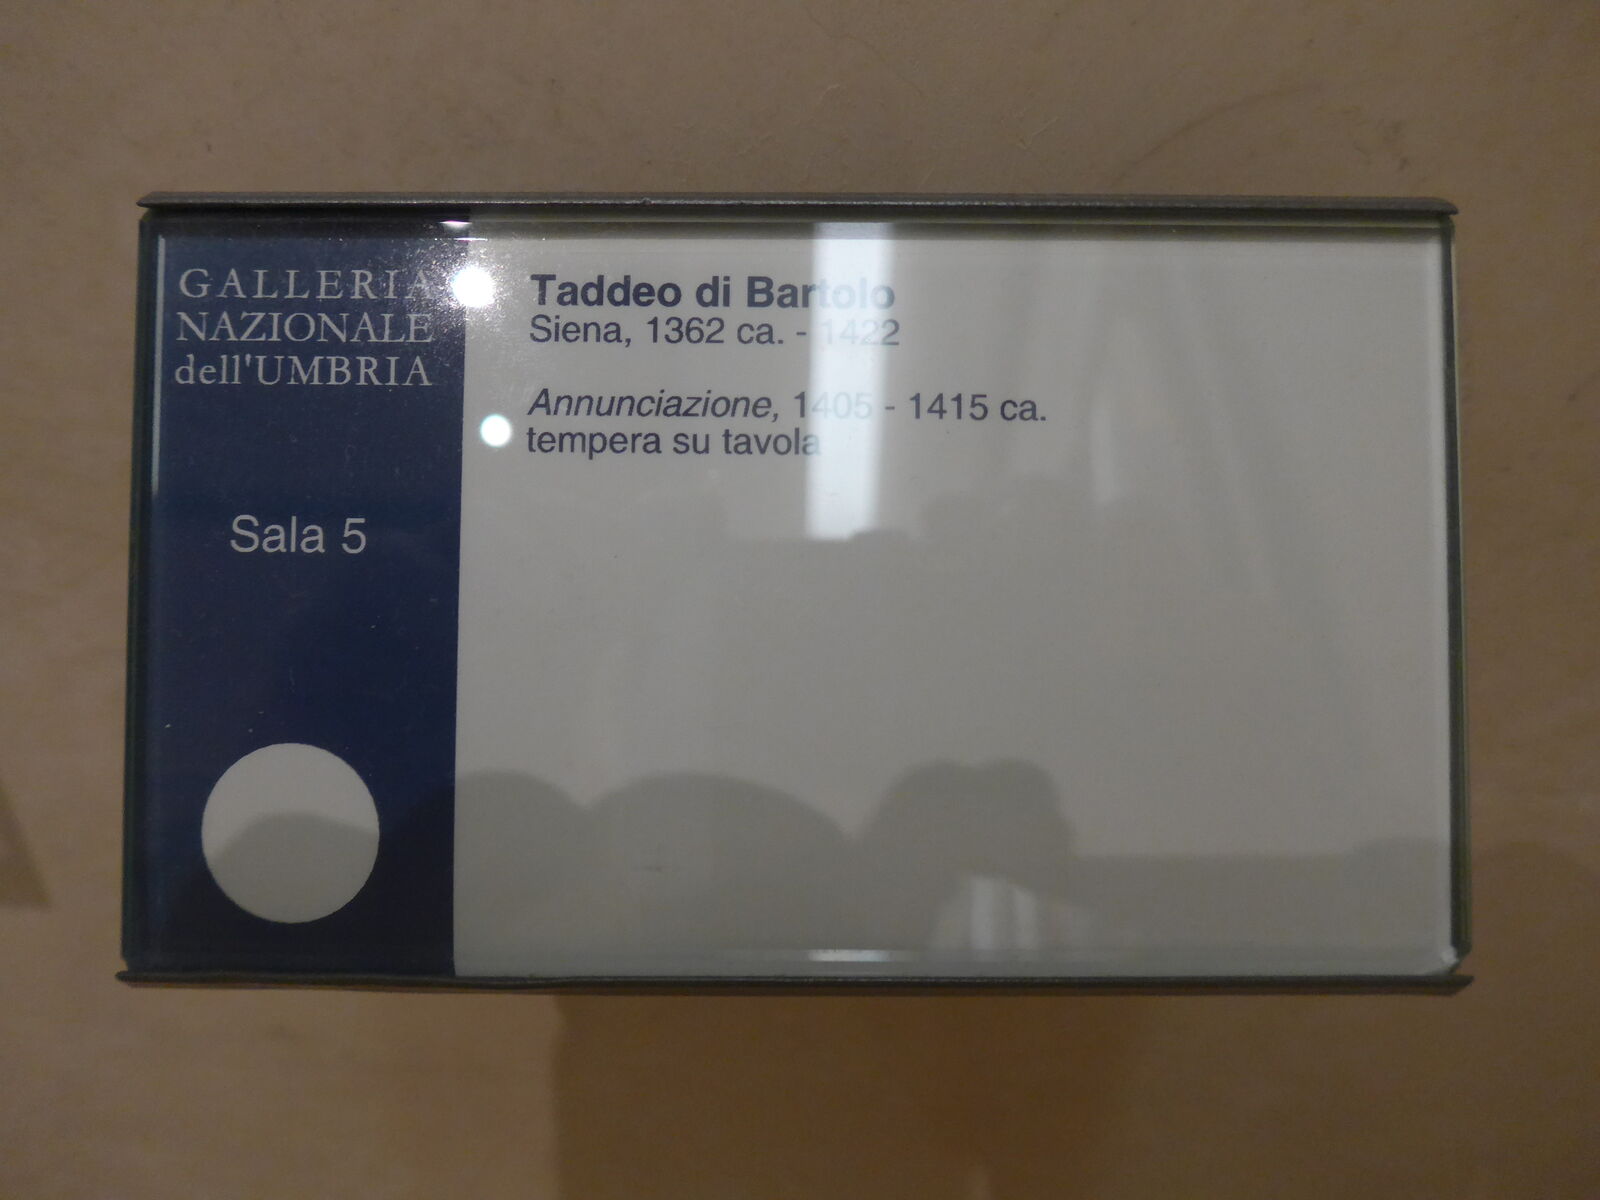 GALLERIA
NAZIONALE
dell'UMBRIA
Sala 5
Taddeo di Bartolo
Siena, 1362 ca. - 1422
Annunciazione, 1405 - 1415 ca.
tempera su tavola